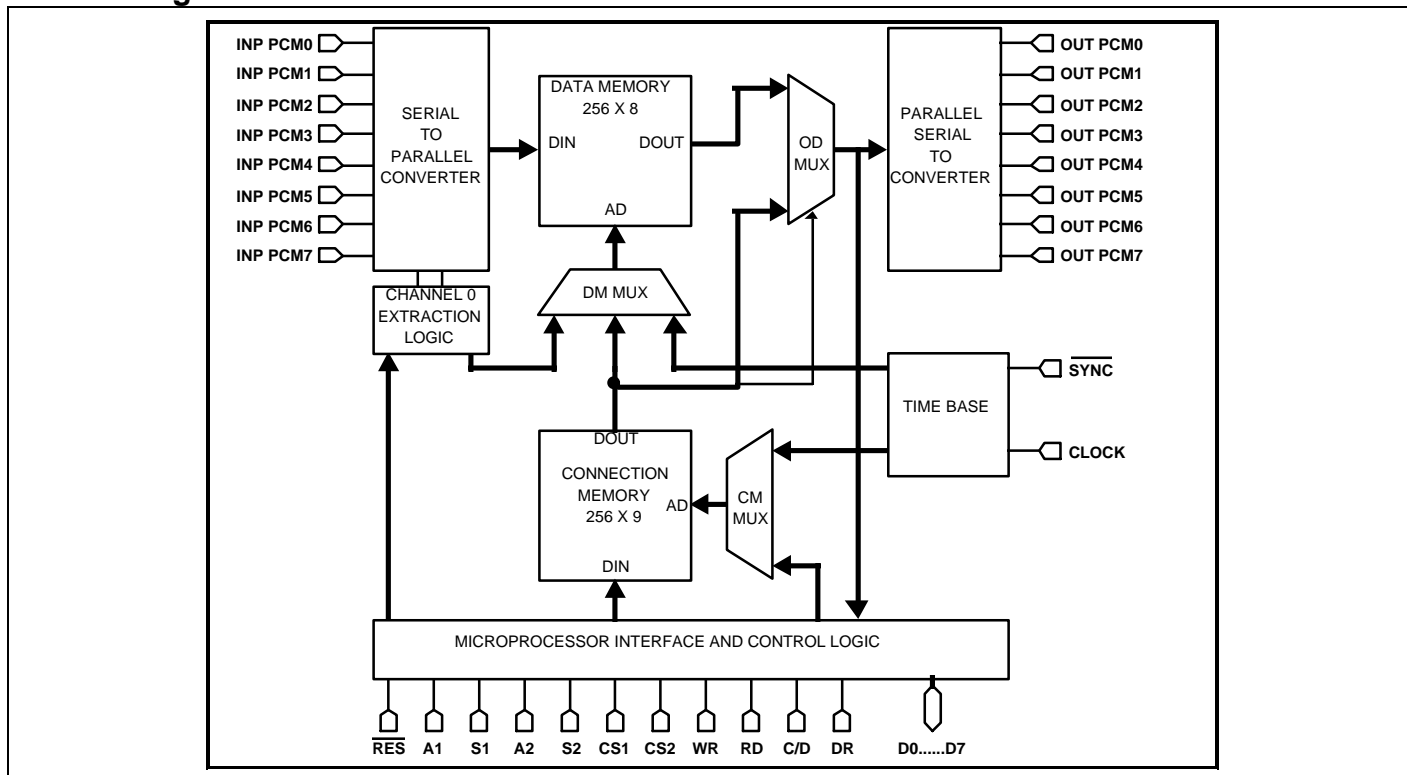 INP PCM0
INP PCM1
INP PCM2
INP PCM3
INP PCM4
INP PCM5
INP PCM6
INP PCM7
SERIAL
TO
PARALLEL
CONVERTER
CHANNEL 0
EXTRACTION
LOGIC
DATA MEMORY
256 X 8
DIN
DOUT
AD
OD
MUX
DM MUX
PARALLEL
SERIAL
TO
CONVERTER
OUT PCM0
OUT PCM1
OUT PCM2
OUT PCM3
OUT PCM4
OUT PCM5
OUT PCM6
OUT PCM7
TIME BASE
SYNC
CLOCK
DOUT
CONNECTION
MEMORY
256 X 9
AD
DIN
CM
MUX
MICROPROCESSOR INTERFACE AND CONTROL LOGIC
RES A1 S1 A2 S2 CS1 CS2 WR RD C/D DR D0......D7